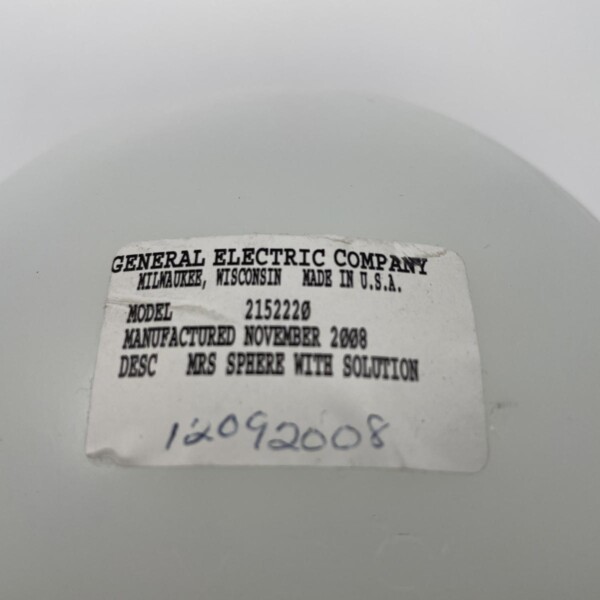 GENERAL ELECTRIC COMPANY
MILWAUKEE, WISCONSIN MADE IN U.S.A.
MODEL 2152220
MANUFACTURED NOVEMBER 2008
DESC MRS SPHERE WITH SOLUTION
12092008